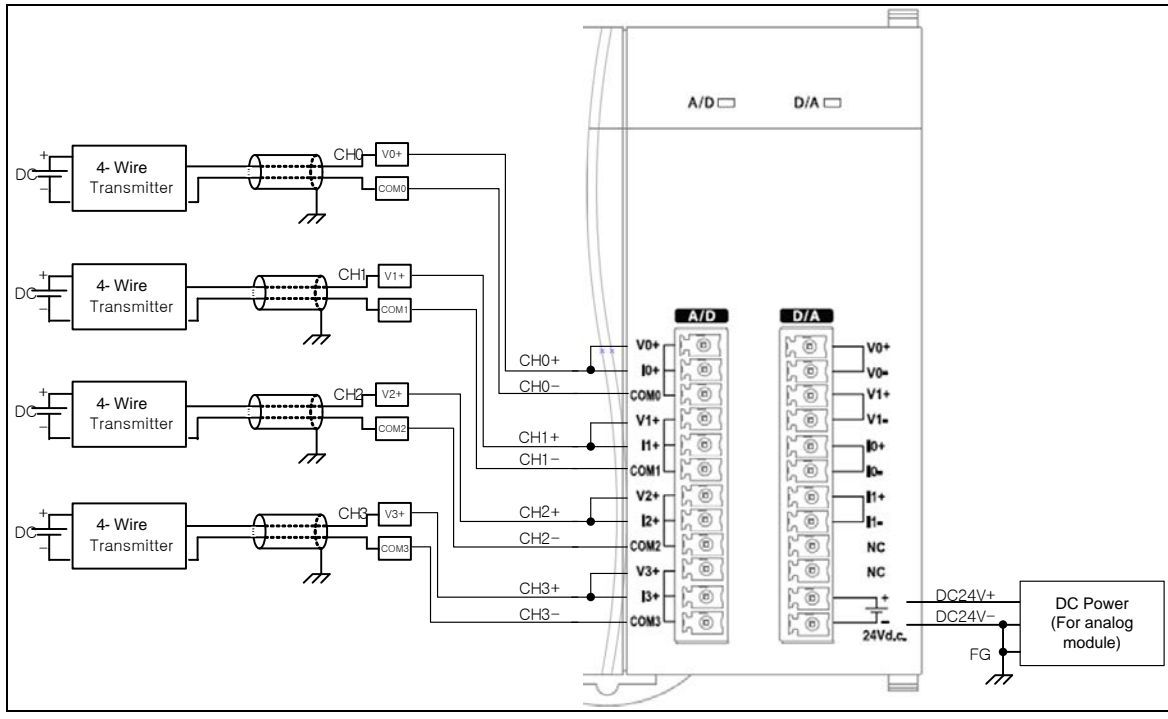 A/D
D/A
+
DC
−
4- Wire
Transmitter
CH0
V0+
COM0
+
DC
−
4- Wire
Transmitter
CH1
V1+
COM1
+
DC
−
4- Wire
Transmitter
CH2
V2+
COM2
+
DC
−
4- Wire
Transmitter
CH3
V3+
COM3
CH0+
CH0−
CH1+
CH1−
CH2+
CH2−
CH3+
CH3−
A/D
V0+
I0+
COM0
V1+
I1+
COM1
V2+
I2+
COM2
V3+
I3+
COM3
D/A
V0+
V0-
V1+
V1-
I0+
I0-
I1+
I1-
NC
NC
+
−
24Vd.c.
DC24V+
DC24V−
FG
DC Power
(For analog
module)